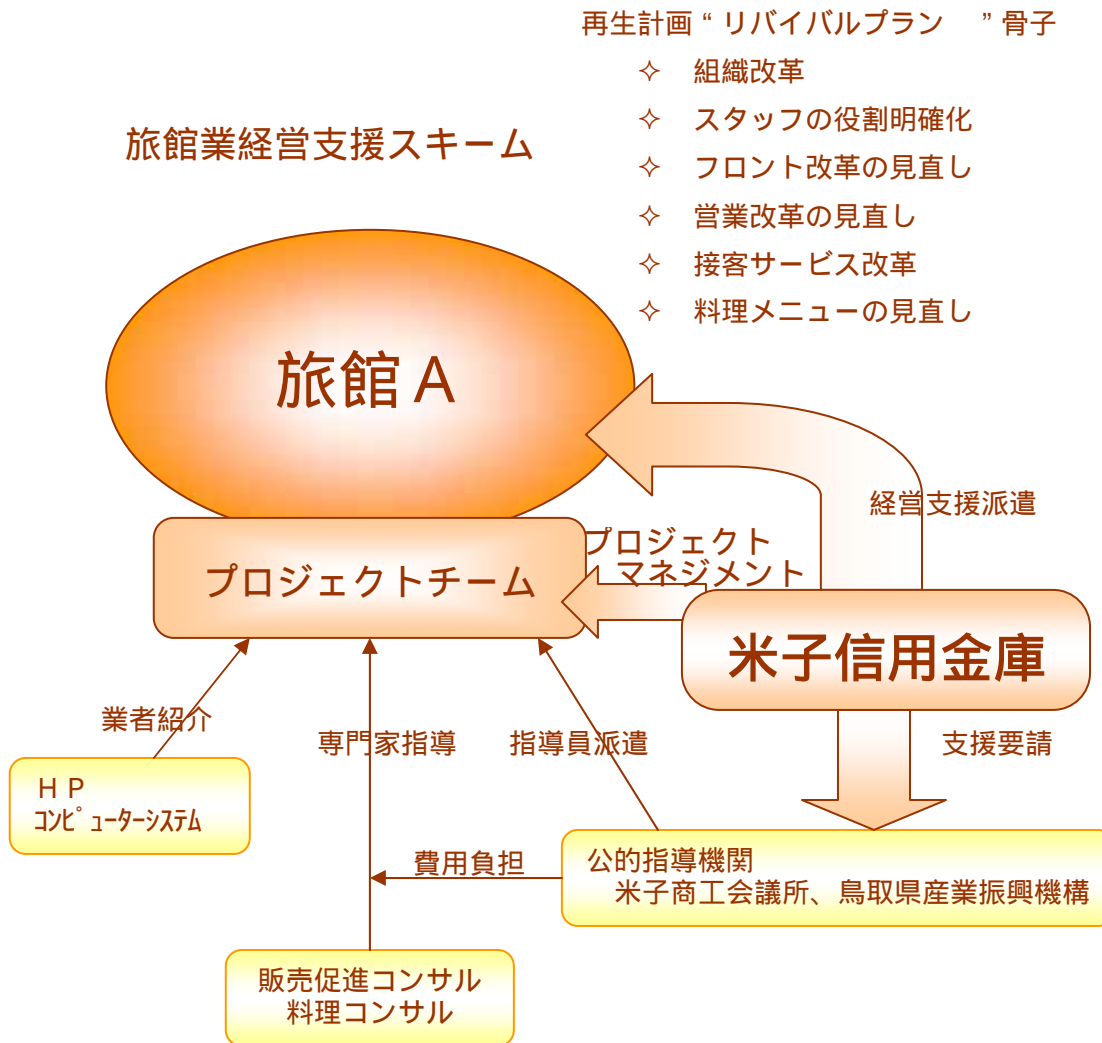 再生計画“リバイバルプラン　”骨子
✧ 組織改革
✧ スタッフの役割明確化
✧ フロント改革の見直し
✧ 営業改革の見直し
✧ 接客サービス改革
✧ 料理メニューの見直し
旅館業経営支援スキーム
旅館A
経営支援派遣
プロジェクト
マネジメント
プロジェクトチーム
米子信用金庫
業者紹介
専門家指導
指導員派遣
支援要請
HP
コンピューターシステム
費用負担
公的指導機関
米子商工会議所、鳥取県産業振興機構
販売促進コンサル
料理コンサル